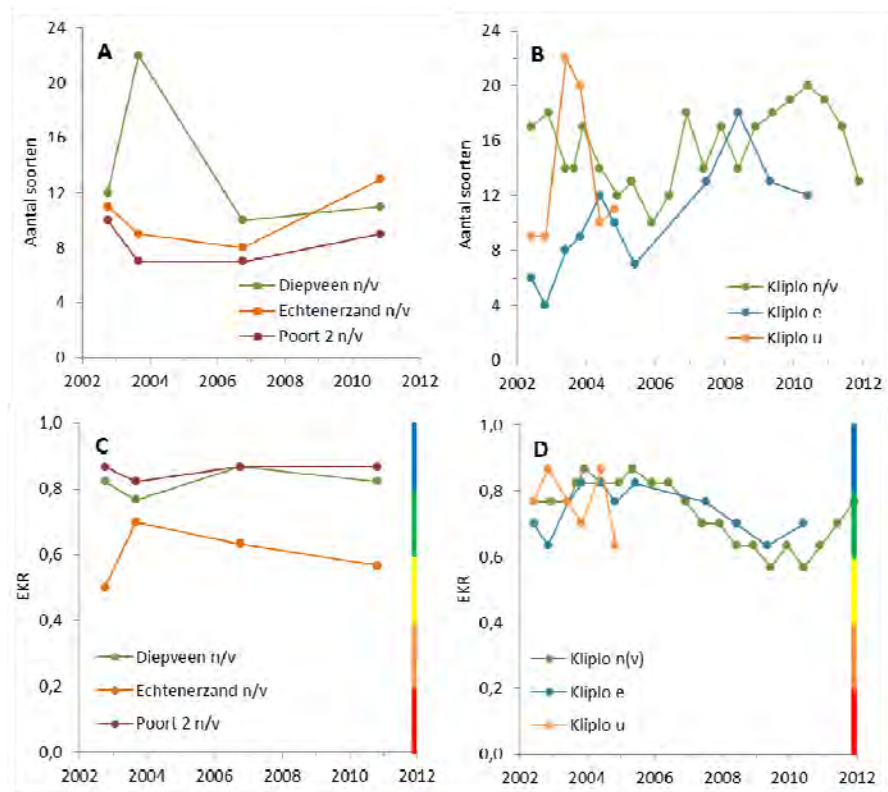 A
Aantal soorten
24
20
16
12
8
4
0
2002 2004 2006 2008 2010 2012
Diepveen n/v
Echtenerzand n/v
Poort 2 n/v
B
Aantal soorten
24
20
16
12
8
4
0
2002 2004 2006 2008 2010 2012
Kliplo n/v
Kliplo e
Kliplo u
C
EKR
1,0
0,8
0,6
0,4
0,2
0,0
2002 2004 2006 2008 2010 2012
Diepveen n/v
Echtenerzand n/v
Poort 2 n/v
D
EKR
1,0
0,8
0,6
0,4
0,2
0,0
2002 2004 2006 2008 2010 2012
Kliplo n(v)
Kliplo e
Kliplo u